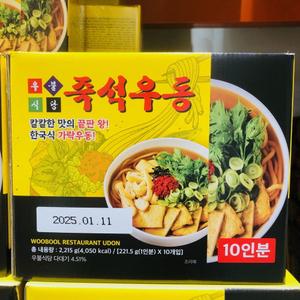 우불식당
즉석우동
칼칼한 맛의 끝판 왕!
한국식 가락우동!
2025.01.11
WOOBOOL RESTAURANT UDON
총 내용량 : 2,215 g(4,050 kcal) / [221.5 g(1인분) X 10개입]
우불식당 다대기 4.51%
조리예
10인분